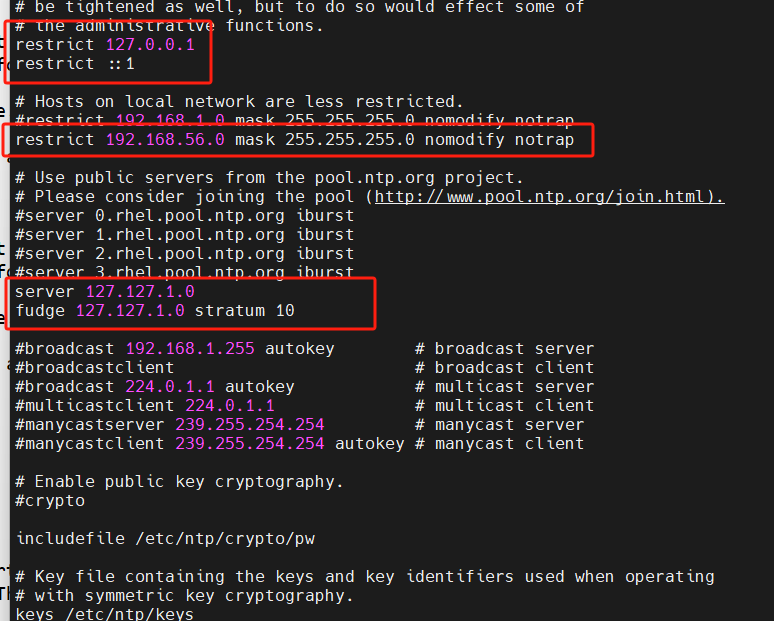 # be tightened as well, but to do so would effect some of
# the administrative functions.
restrict 127.0.0.1
restrict ::1
# Hosts on local network are less restricted.
#restrict 192.168.1.0 mask 255.255.255.0 nomodify notrap
restrict 192.168.56.0 mask 255.255.255.0 nomodify notrap
# Use public servers from the pool.ntp.org project.
# Please consider joining the pool (http://www.pool.ntp.org/join.html).
#server 0.rhel.pool.ntp.org iburst
#server 1.rhel.pool.ntp.org iburst
#server 2.rhel.pool.ntp.org iburst
#server 3.rhel.pool.ntp.org iburst
server 127.127.1.0
fudge 127.127.1.0 stratum 10
#broadcast 192.168.1.255 autokey # broadcast server
#broadcastclient # broadcast client
#broadcast 224.0.1.1 autokey # multicast server
#multicastclient 224.0.1.1 # multicast client
#manycastserver 239.255.254.254 # manycast server
#manycastclient 239.255.254.254 autokey # manycast client
# Enable public key cryptography.
#crypto
includefile /etc/ntp/crypto/pw
# Key file containing the keys and key identifiers used when operating
# with symmetric key cryptography.
keys /etc/ntp/keys